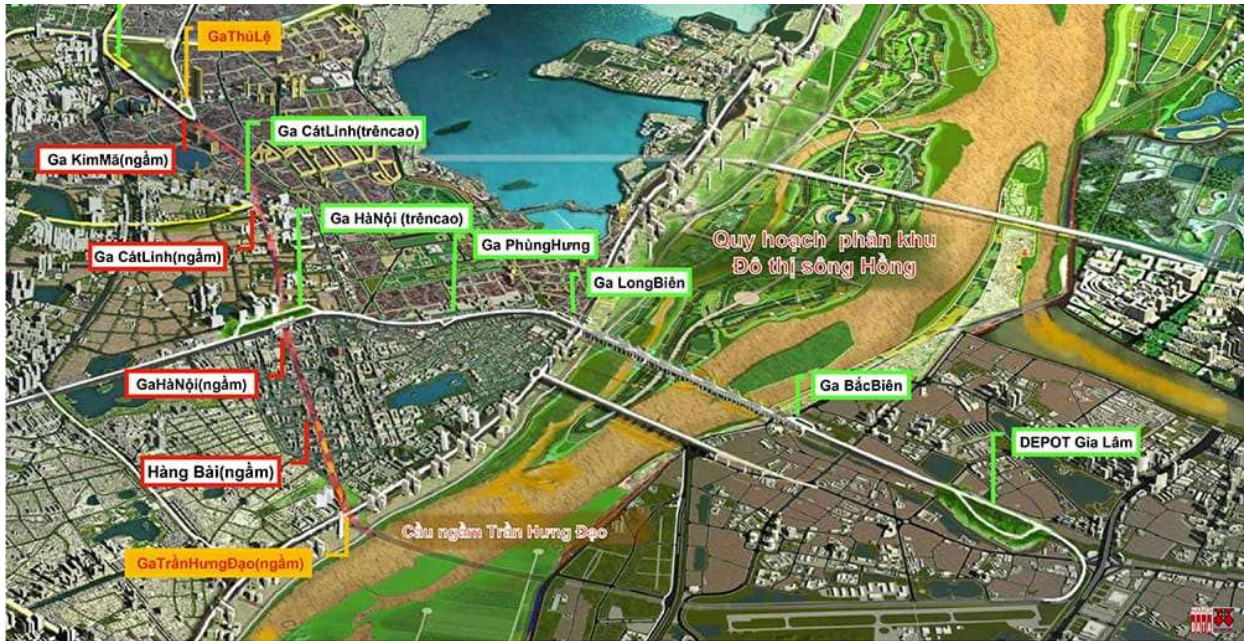 GaThủLệ
Ga CátLinh(trêncao)
Ga KimMã(ngầm)
Ga HàNội (trêncao)
Ga PhùngHưng
Ga CátLinh(ngầm)
Quy hoạch phân khu
Đô thị sông Hồng
Ga LongBiên
GaHàNội(ngầm)
Ga BắcBiên
DEPOT Gia Lâm
Hàng Bài(ngầm)
Cầu ngầm Trần Hưng Đạo
GaTrầnHưngĐạo(ngầm)